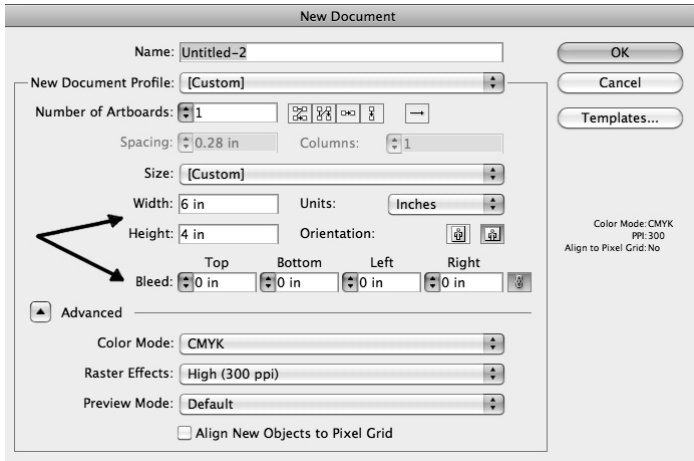 New Document
Name: Untitled-2
OK
New Document Profile: [Custom]
Cancel
Number of Artboards: 1
Templates...
Spacing: 0.28 in Columns: 1
Size: [Custom]
Width: 6 in Units: Inches
Height: 4 in Orientation:
Color Mode: CMYK
PPI: 300
Align to Pixel Grid: No
Top Bottom Left Right
Bleed: 0 in 0 in 0 in 0 in
Advanced
Color Mode: CMYK
Raster Effects: High (300 ppi)
Preview Mode: Default
Align New Objects to Pixel Grid